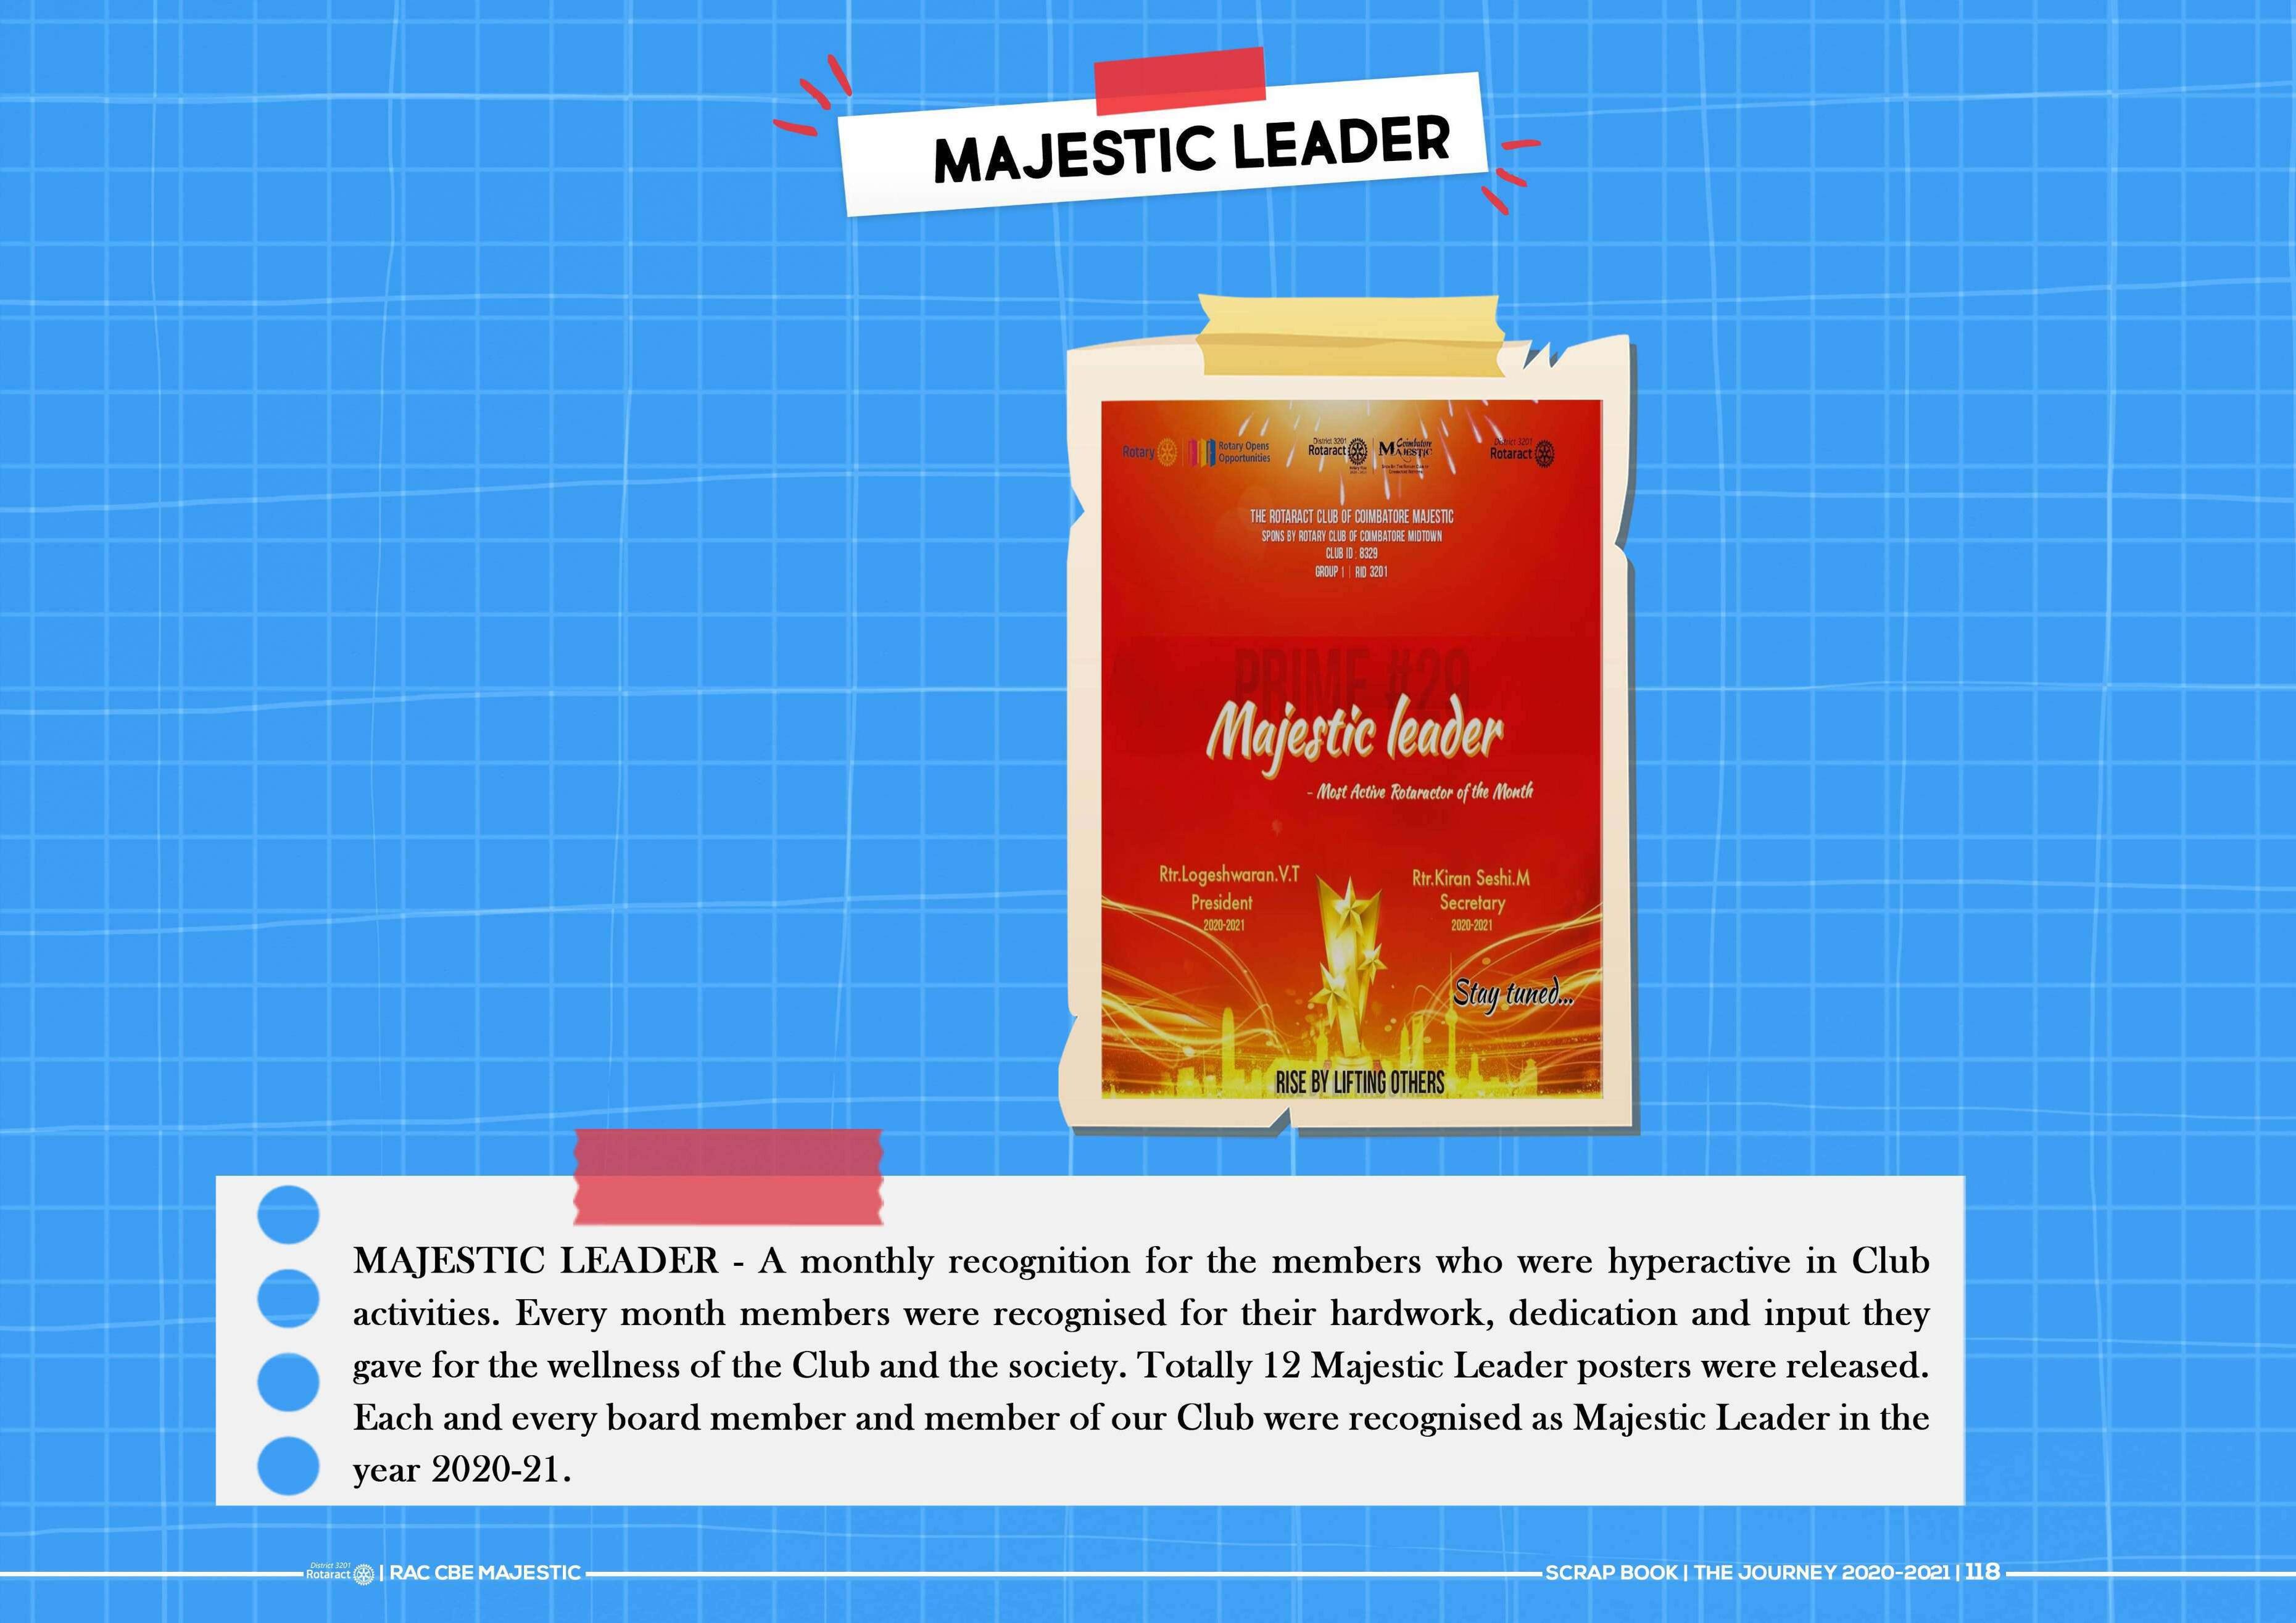 MAJESTIC LEADER
Rotary
Rotary Opens
Opportunities
District 3201
Rotaract
Coimbatore
MAJESTIC
District 3201
Rotaract
THE ROTARACT CLUB OF COIMBATORE MAJESTIC
SPONS BY ROTARY CLUB OF COIMBATORE MIDTOWN
CLUB ID : 8329
GROUP 1 | RID 3201
PRIME #29
Majestic leader
- Most Active Rotaractor of the Month
Rtr.Logeshwaran.V.T
President
2020-2021
Rtr.Kiran Seshi.M
Secretary
2020-2021
Stay tuned...
RISE BY LIFTING OTHERS
MAJESTIC LEADER - A monthly recognition for the members who were hyperactive in Club
activities. Every month members were recognised for their hardwork, dedication and input they
gave for the wellness of the Club and the society. Totally 12 Majestic Leader posters were released.
Each and every board member and member of our Club were recognised as Majestic Leader in the
year 2020-21.
District 3201
Rotaract | RAC CBE MAJESTIC
SCRAP BOOK | THE JOURNEY 2020-2021 | 118